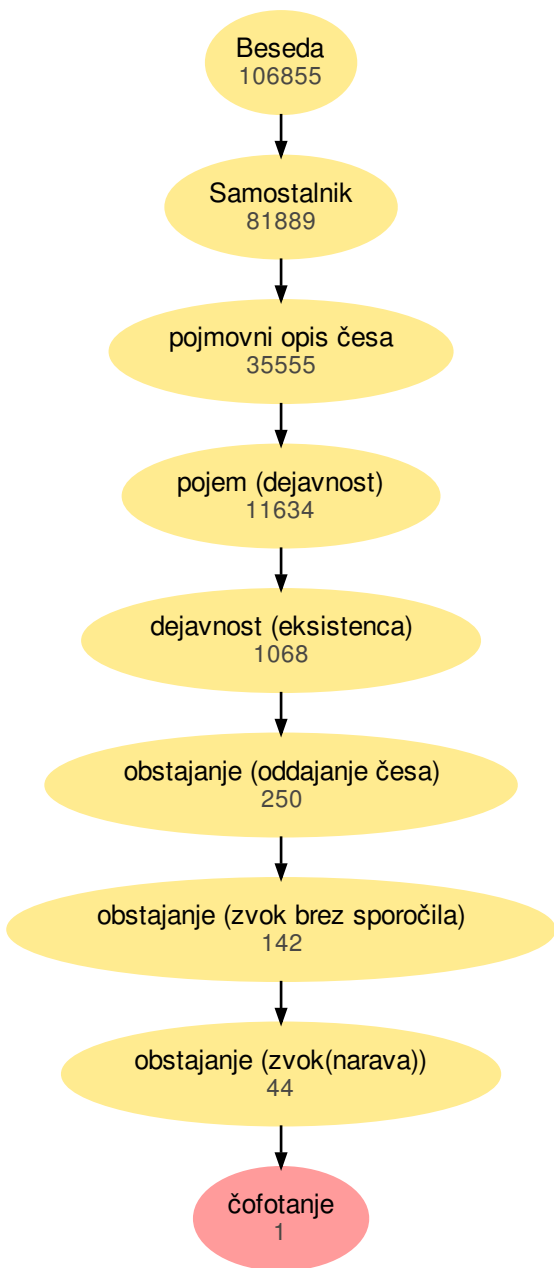 Beseda
106855
Samostalnik
81889
pojmovni opis česa
35555
pojem (dejavnost)
11634
dejavnost (eksistenca)
1068
obstajanje (oddajanje česa)
250
obstajanje (zvok brez sporočila)
142
obstajanje (zvok(narava))
44
čofotanje
1